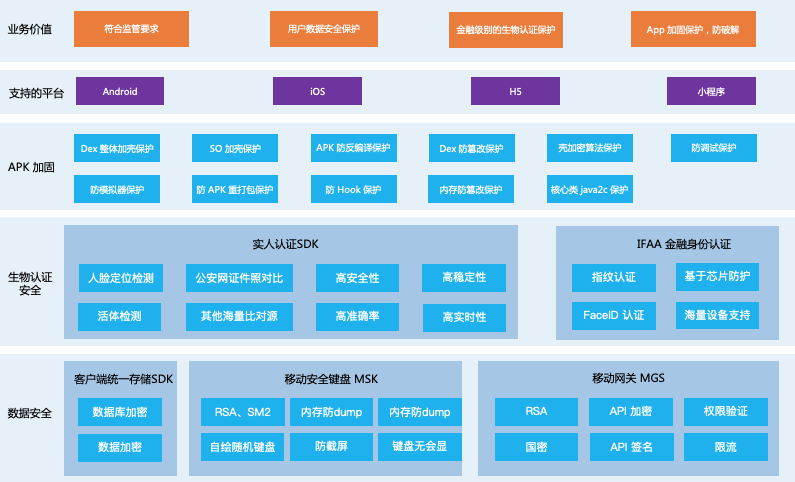 业务价值
符合监管要求
用户数据安全保护
金融级别的生物认证保护
App 加固保护，防破解
支持的平台
Android
iOS
H5
小程序
APK 加固
Dex 整体加壳保护
SO 加壳保护
APK 防反编译保护
Dex 防篡改保护
壳加密算法保护
防调试保护
防模拟器保护
防 APK 重打包保护
防 Hook 保护
内存防篡改保护
核心类 java2c 保护
生物认证
安全
实人认证SDK
人脸定位检测
公安网证件照对比
高安全性
高稳定性
活体检测
其他海量比对源
高准确率
高实时性
IFAA 金融身份认证
指纹认证
基于芯片防护
FaceID 认证
海量设备支持
数据安全
客户端统一存储SDK
数据库加密
数据加密
移动安全键盘 MSK
RSA、SM2
内存防dump
内存防dump
自绘随机键盘
防截屏
键盘无会显
移动网关 MGS
RSA
API 加密
权限验证
国密
API 签名
限流